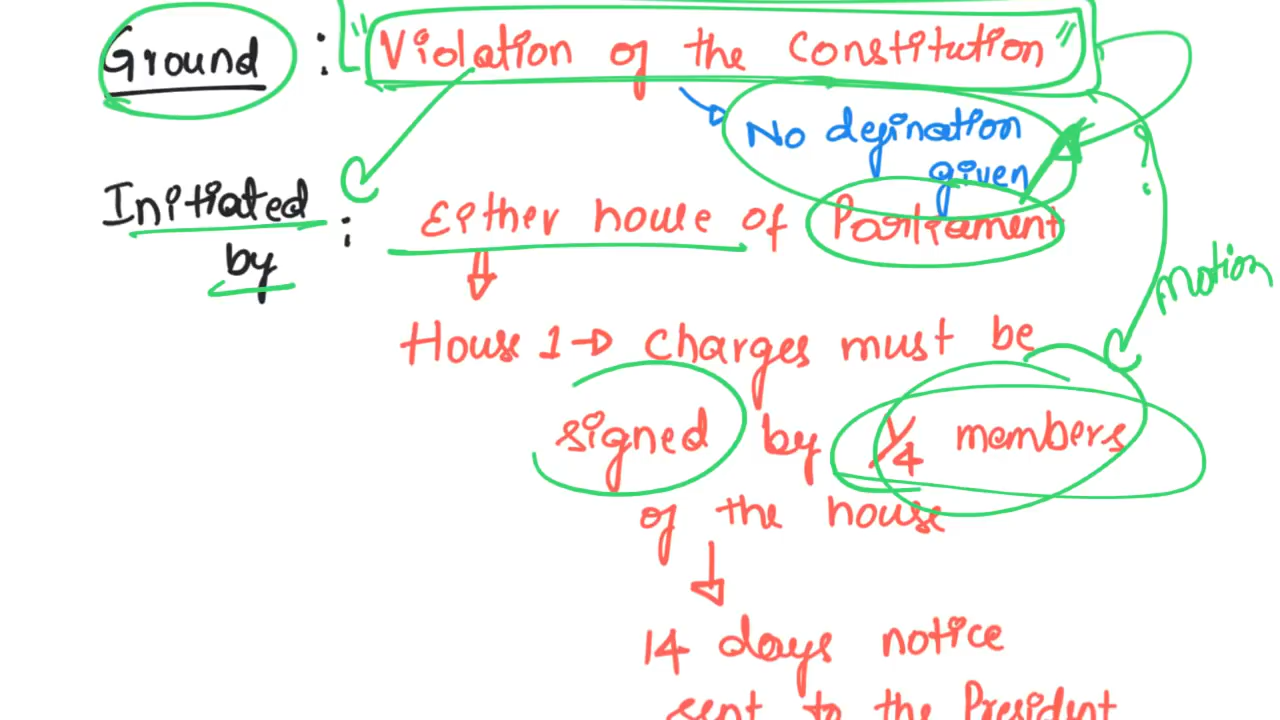 Ground : "Violation of the Constitution"
No defination
given
Initiated : Either house of Parliament
by
motion
House 1 → Charges must be
signed by 1/4 members
of the house
14 days notice
sent to the President